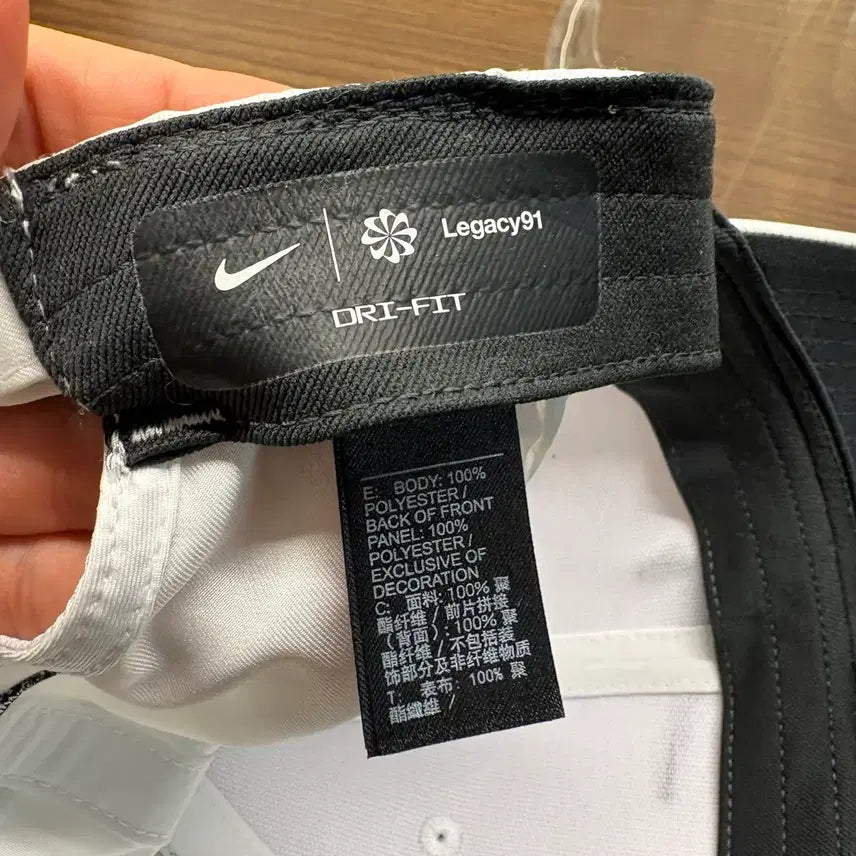 Legacy91
DRI-FIT
E: BODY: 100%
POLYESTER /
BACK OF FRONT
PANEL: 100%
POLYESTER /
EXCLUSIVE OF
DECORATION
C: 面料: 100% 聚
酯纤维 / 前片拼接
(背面): 100% 聚
酯纤维 / 不包括装
饰部分及非纤维物质
T: 表布: 100% 聚
酯纖維 /